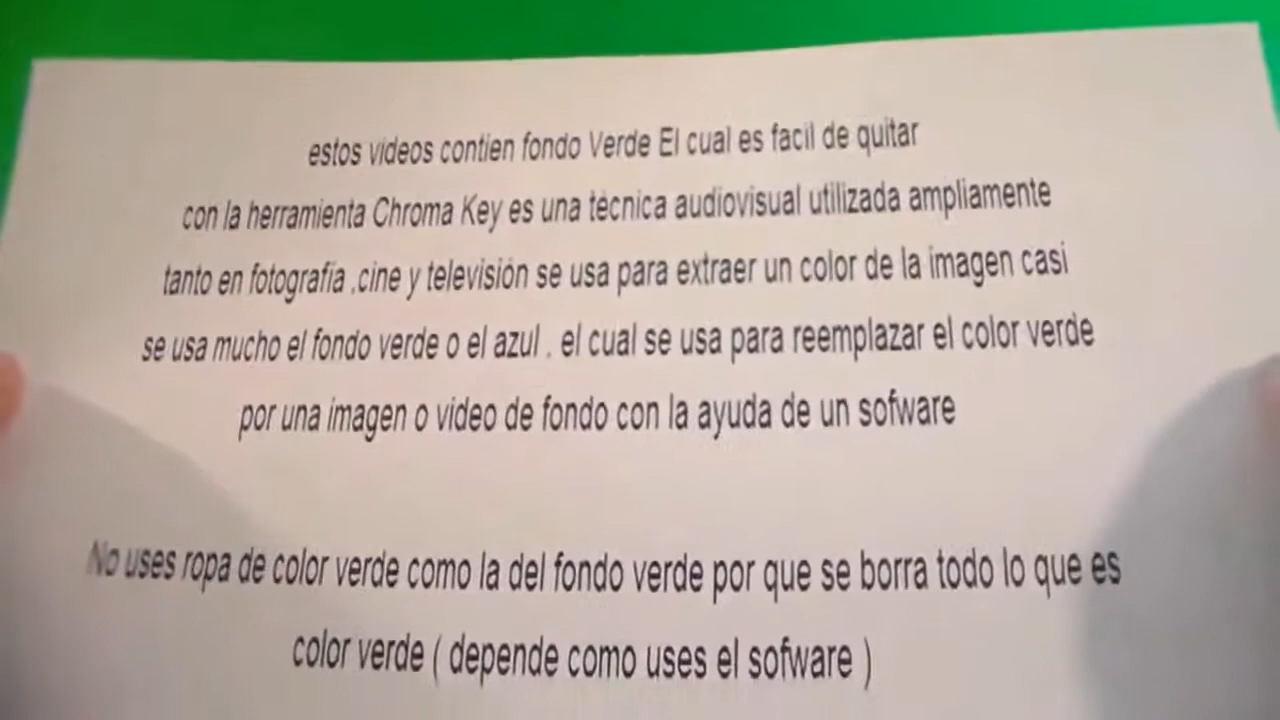 estos videos contien fondo Verde El cual es facil de quitar
con la herramienta Chroma Key es una técnica audiovisual utilizada ampliamente
tanto en fotografía ,cine y televisión se usa para extraer un color de la imagen casi
se usa mucho el fondo verde o el azul , el cual se usa para reemplazar el color verde
por una imagen o video de fondo con la ayuda de un sofware
No uses ropa de color verde como la del fondo verde por que se borra todo lo que es
color verde ( depende como uses el sofware )